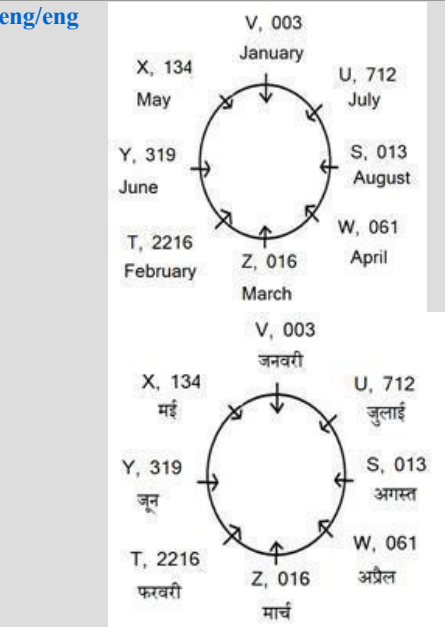 eng/eng
V, 003
January
X, 134
May
U, 712
July
Y, 319
June
S, 013
August
T, 2216
February
W, 061
April
Z, 016
March
V, 003
जनवरी
X, 134
मई
U, 712
जुलाई
Y, 319
जून
S, 013
अगस्त
T, 2216
फरवरी
W, 061
अप्रैल
Z, 016
मार्च